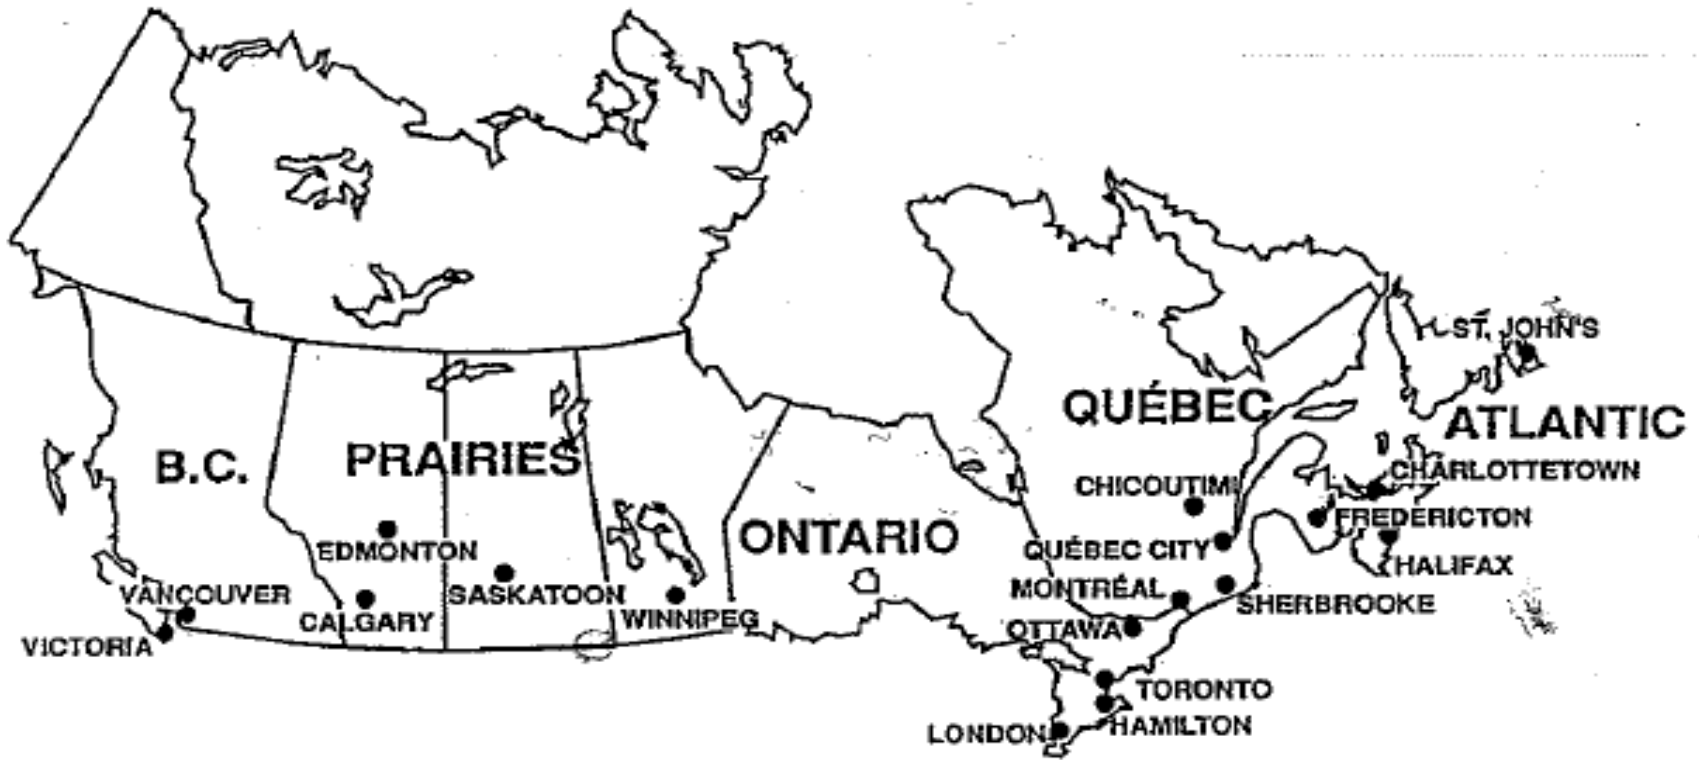 ST. JOHN'S
QUÉBEC
ATLANTIC
B.C.
PRAIRIES
CHARLOTTETOWN
CHICOUTIMI
FREDERICTON
ONTARIO
EDMONTON
QUÉBEC CITY
HALIFAX
VANCOUVER
SASKATOON
MONTRÉAL
SHERBROOKE
CALGARY
WINNIPEG
OTTAWA
VICTORIA
TORONTO
LONDON
HAMILTON